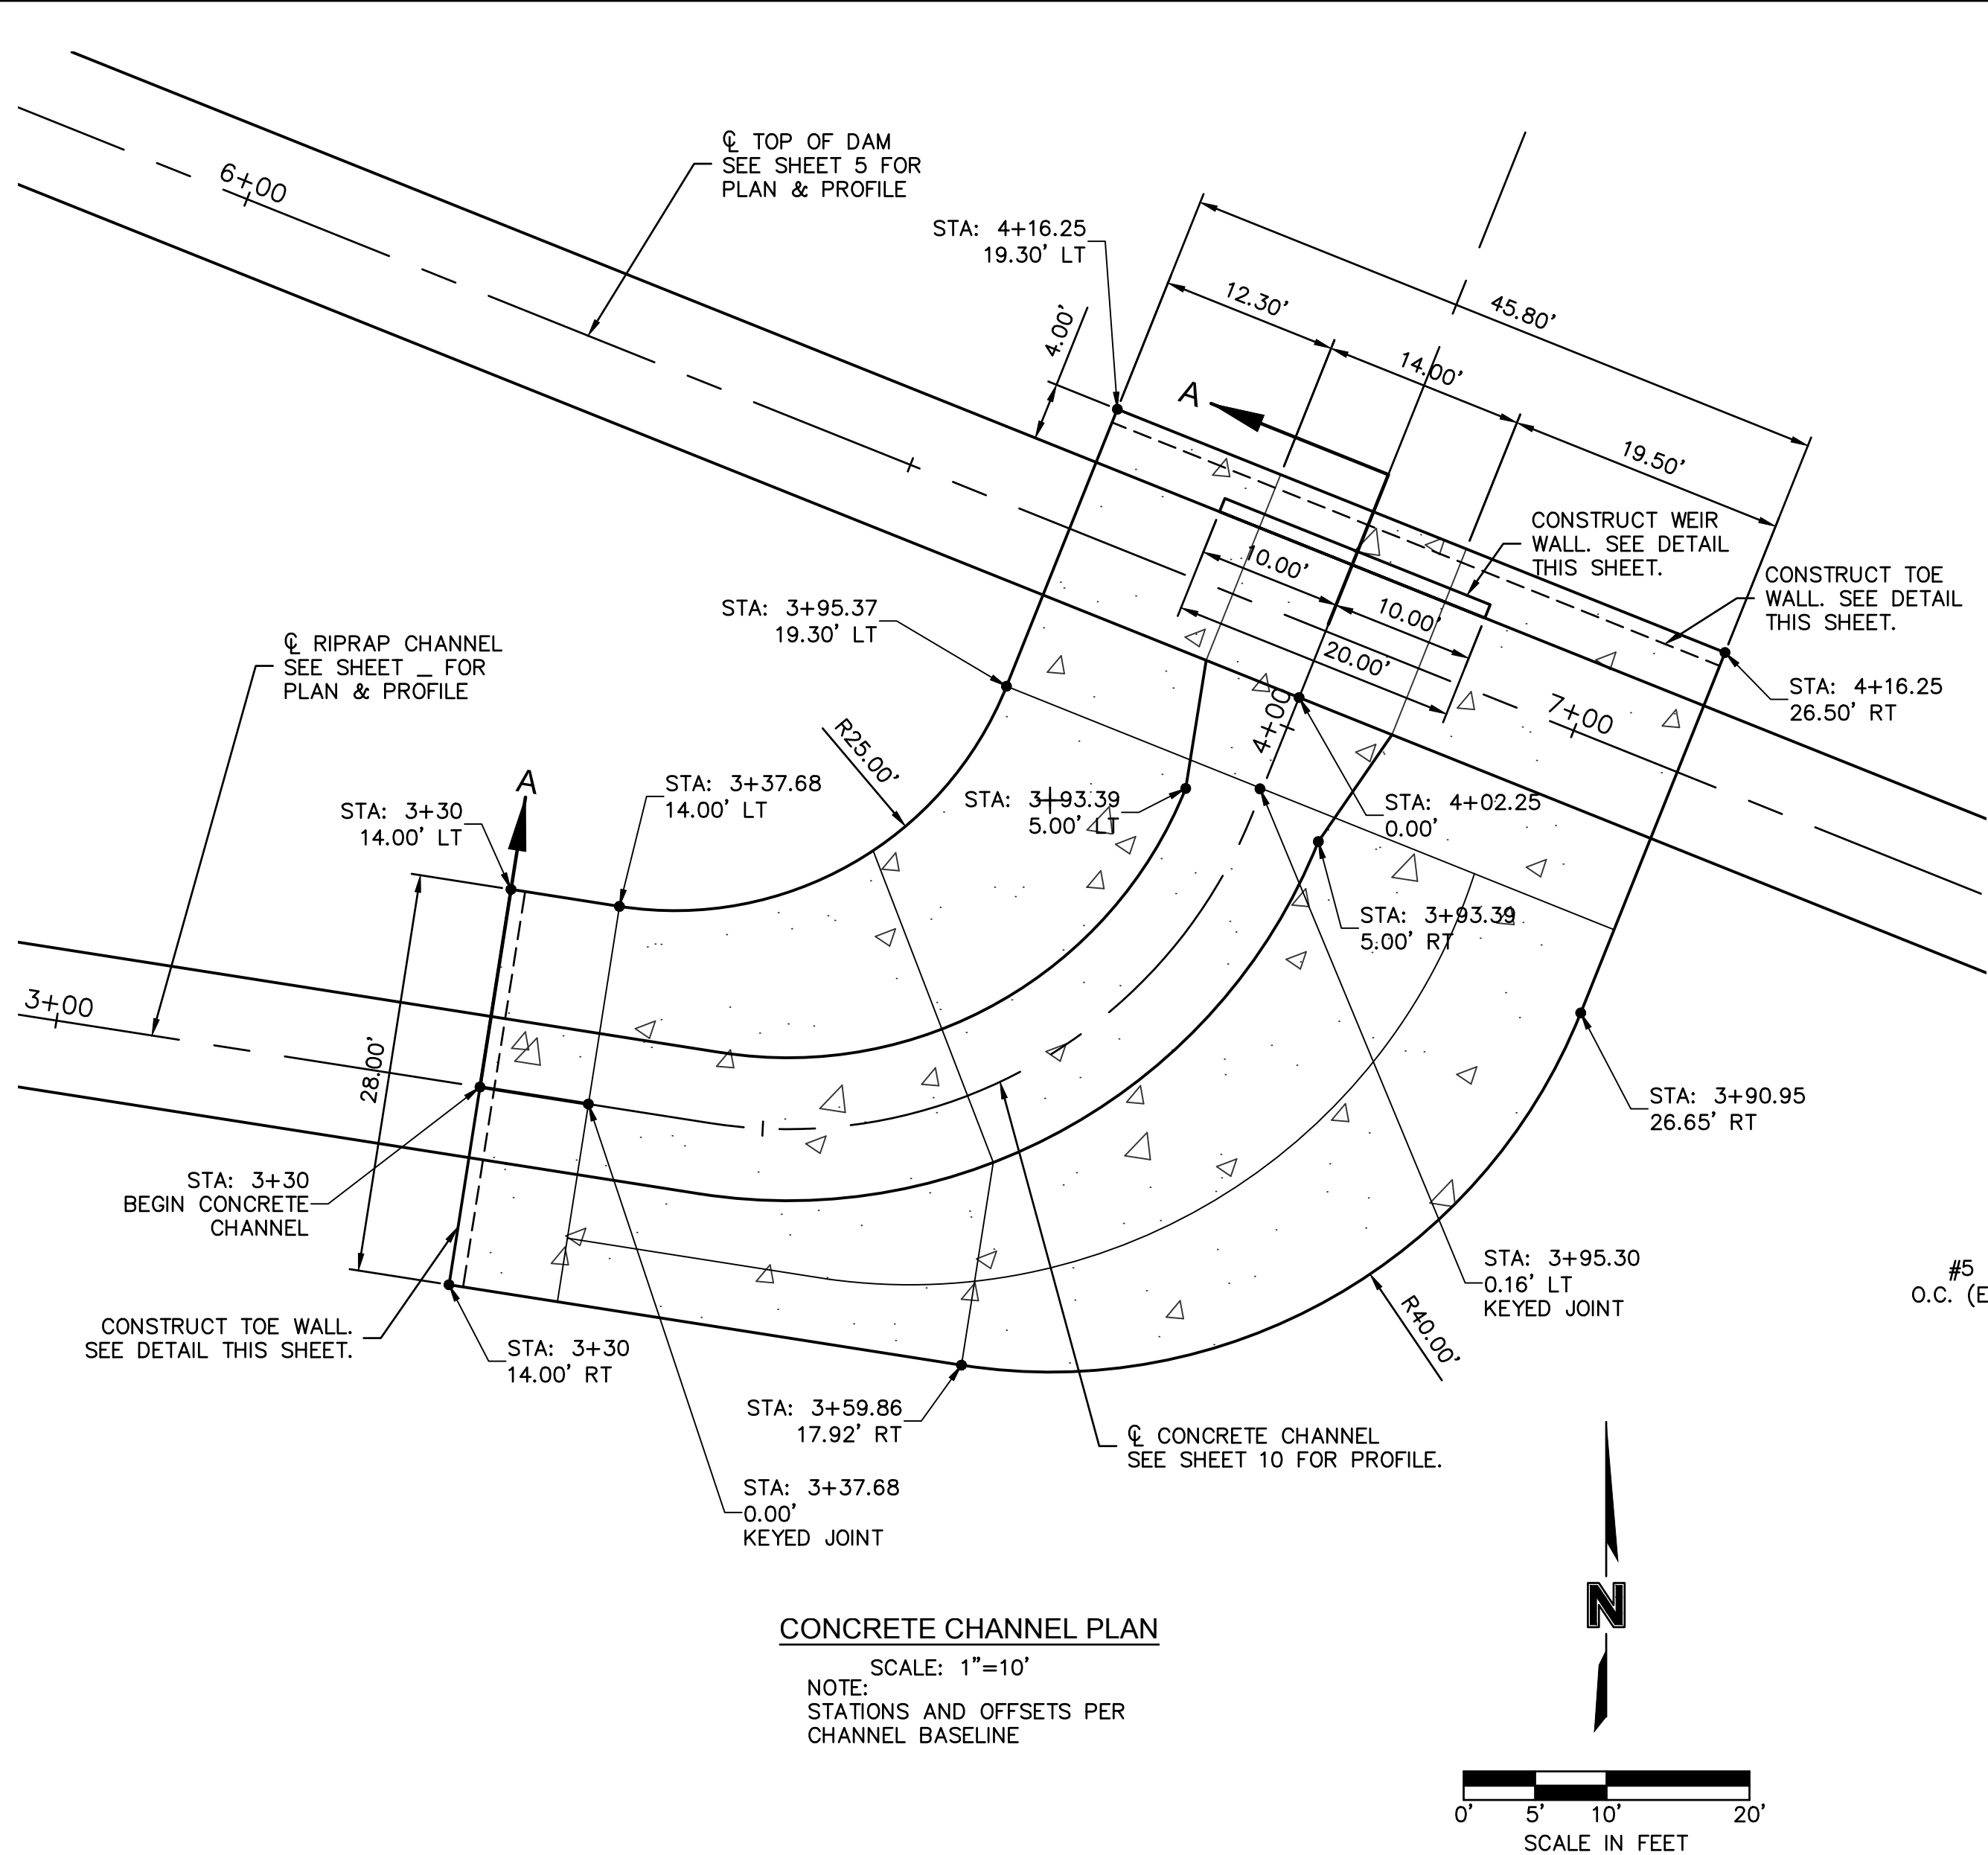 ℄ TOP OF DAM
SEE SHEET 5 FOR
PLAN & PROFILE
6+00
STA: 4+16.25
19.30' LT
4.00'
12.30'
45.80'
14.00'
19.50'
A
CONSTRUCT WEIR
WALL. SEE DETAIL
THIS SHEET.
CONSTRUCT TOE
WALL. SEE DETAIL
THIS SHEET.
10.00'
10.00'
20.00'
STA: 3+95.37
19.30' LT
℄ RIPRAP CHANNEL
SEE SHEET _ FOR
PLAN & PROFILE
STA: 4+16.25
26.50' RT
7+00
4+00
R25.00'
A
STA: 3+37.68
14.00' LT
STA: 3+30
14.00' LT
STA: 3+93.39
5.00' LT
STA: 4+02.25
0.00'
STA: 3+93.39
5.00' RT
3+00
28.00'
STA: 3+90.95
26.65' RT
STA: 3+30
BEGIN CONCRETE
CHANNEL
STA: 3+95.30
0.16' LT
KEYED JOINT
#5
O.C. (E
R40.00'
CONSTRUCT TOE WALL.
SEE DETAIL THIS SHEET.
STA: 3+30
14.00' RT
STA: 3+59.86
17.92' RT
℄ CONCRETE CHANNEL
SEE SHEET 10 FOR PROFILE.
STA: 3+37.68
0.00'
KEYED JOINT
N
CONCRETE CHANNEL PLAN
SCALE: 1"=10'
NOTE:
STATIONS AND OFFSETS PER
CHANNEL BASELINE
0' 5' 10' 20'
SCALE IN FEET